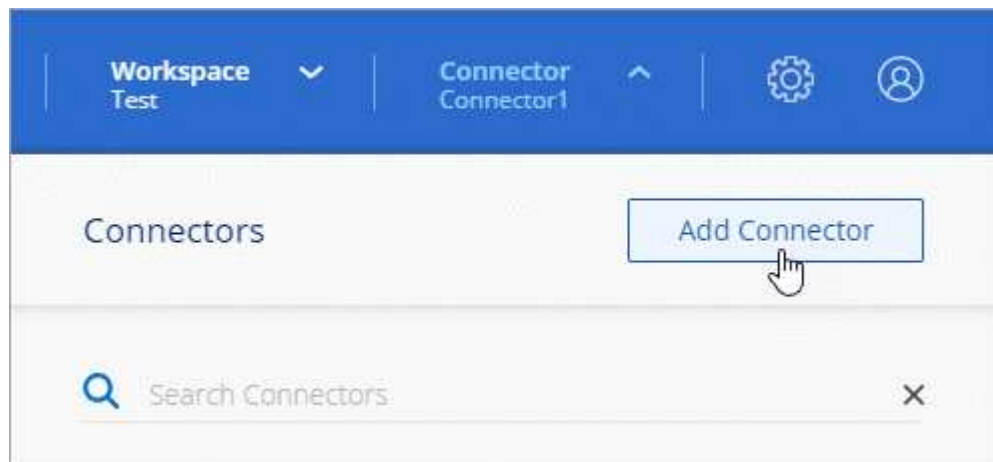 Workspace
Test
Connector
Connector1
Connectors
Add Connector
Search Connectors